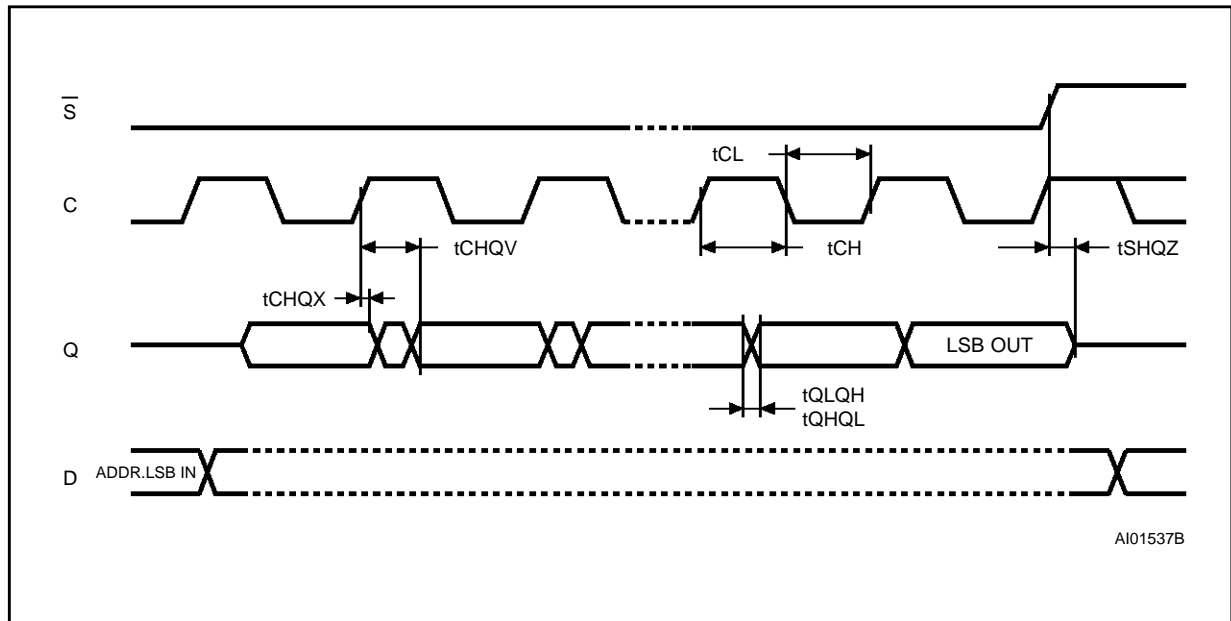 S
tCL
C
tCHQV
tCH
tSHQZ
tCHQX
Q
LSB OUT
tQLQH
tQHQL
D
ADDR.LSB IN
AI01537B